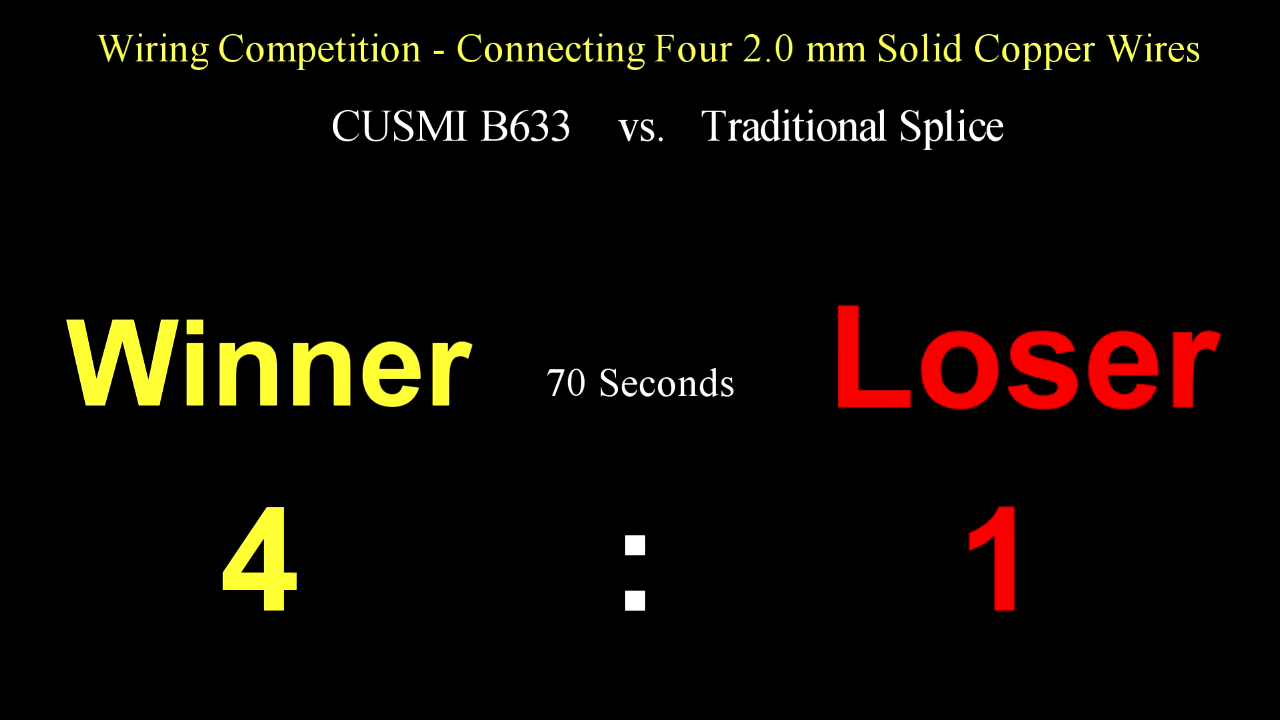 Wiring Competition - Connecting Four 2.0 mm Solid Copper Wires
CUSMI B633 vs. Traditional Splice
Winner 70 Seconds Loser
4 : 1